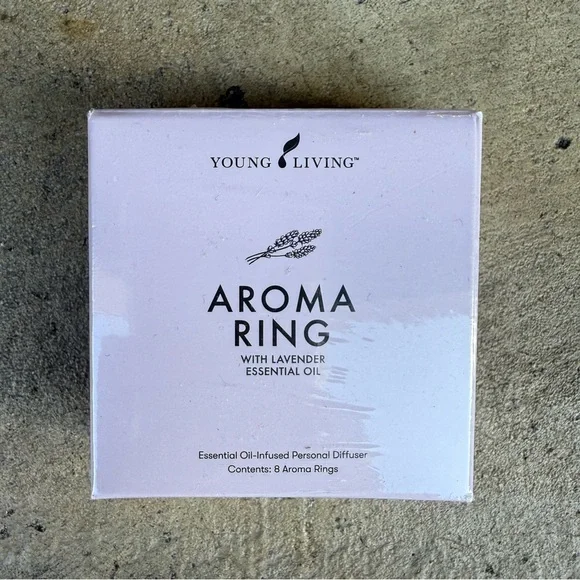 YOUNG LIVING™
AROMA
RING
WITH LAVENDER
ESSENTIAL OIL
Essential Oil-Infused Personal Diffuser
Contents: 8 Aroma Rings